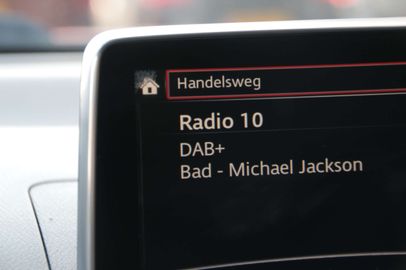 Handelsweg
Radio 10
DAB+
Bad - Michael Jackson